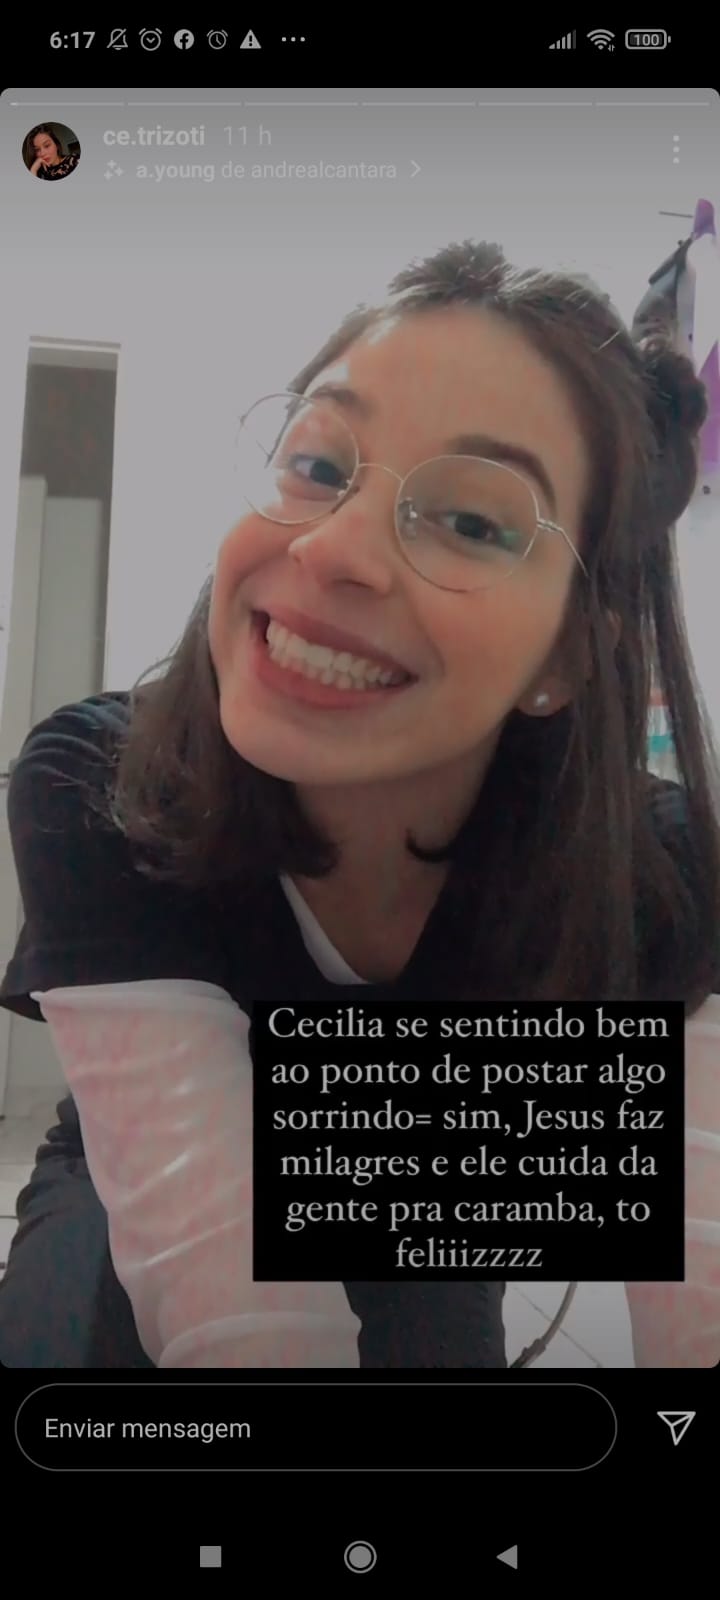 6:17
100
ce.trizoti 11 h
a.young de andrealcantara
Cecilia se sentindo bem
ao ponto de postar algo
sorrindo= sim, Jesus faz
milagres e ele cuida da
gente pra caramba, to
feliiizzzz
Enviar mensagem